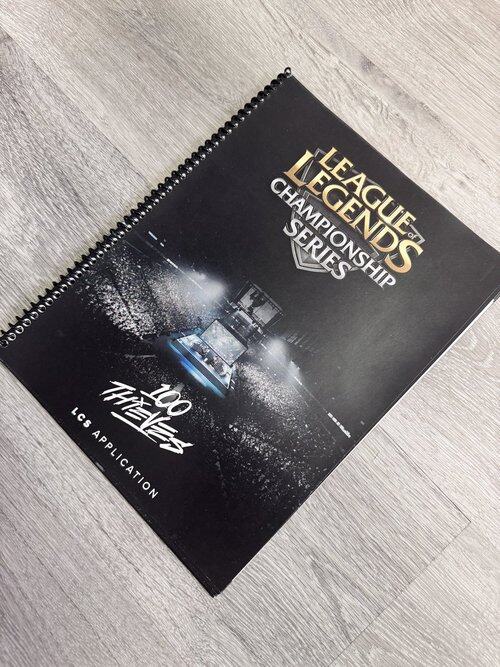 LEAGUE
of
LEGENDS
CHAMPIONSHIP
SERIES
100
THIEVES
LCS APPLICATION